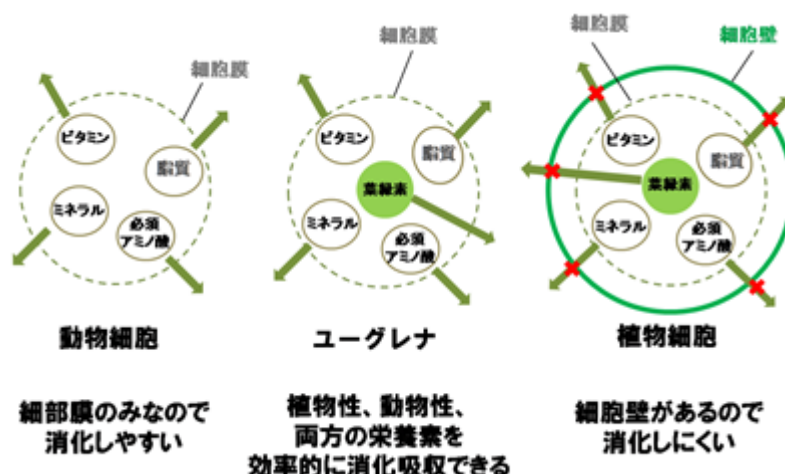 細胞膜
ビタミン
脂質
ミネラル
必須
アミノ酸
動物細胞
細部膜のみなので
消化しやすい
細胞膜
ビタミン
脂質
葉緑素
ミネラル
必須
アミノ酸
ユーグレナ
植物性、動物性、
両方の栄養素を
効率的に消化吸収できる
細胞膜
細胞壁
ビタミン
脂質
葉緑素
ミネラル
必須
アミノ酸
植物細胞
細胞壁があるので
消化しにくい